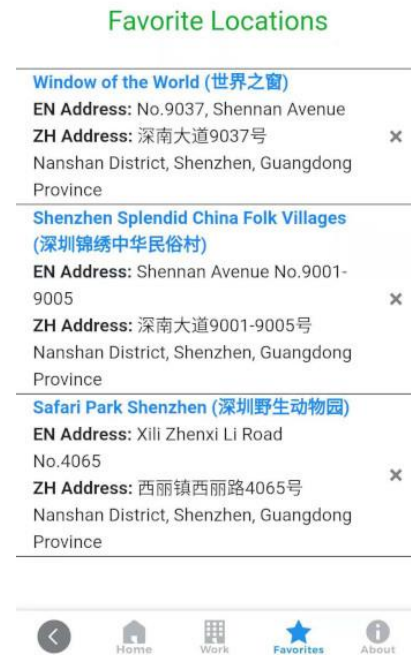 Favorite Locations
Window of the World (世界之窗)
EN Address: No.9037, Shennan Avenue
ZH Address: 深南大道9037号
Nanshan District, Shenzhen, Guangdong
Province
Shenzhen Splendid China Folk Villages
(深圳锦绣中华民俗村)
EN Address: Shennan Avenue No.9001-
9005
ZH Address: 深南大道9001-9005号
Nanshan District, Shenzhen, Guangdong
Province
Safari Park Shenzhen (深圳野生动物园)
EN Address: Xili Zhenxi Li Road
No.4065
ZH Address: 西丽镇西丽路4065号
Nanshan District, Shenzhen, Guangdong
Province
Home Work Favorites About